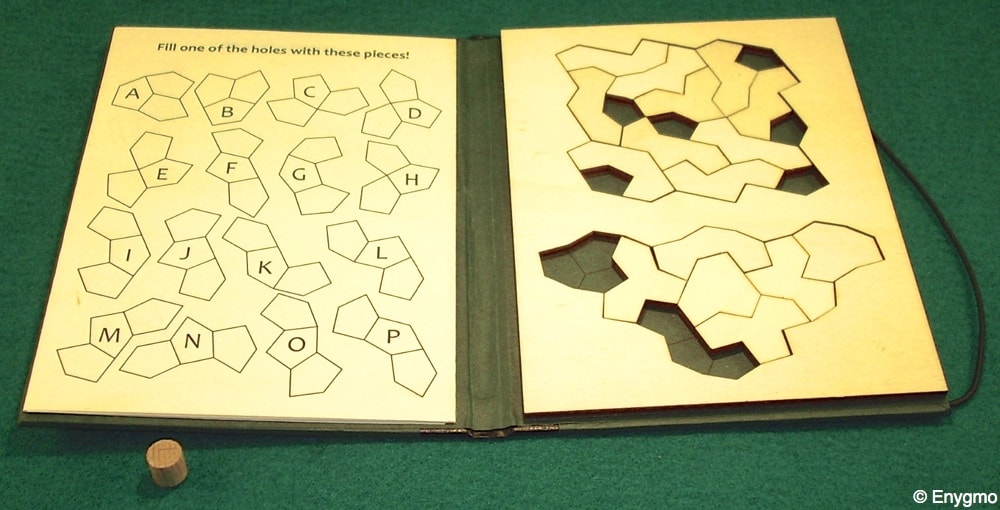 Fill one of the holes with these pieces!
A B C D
E F G H
I J K L
M N O P
© Enygmo